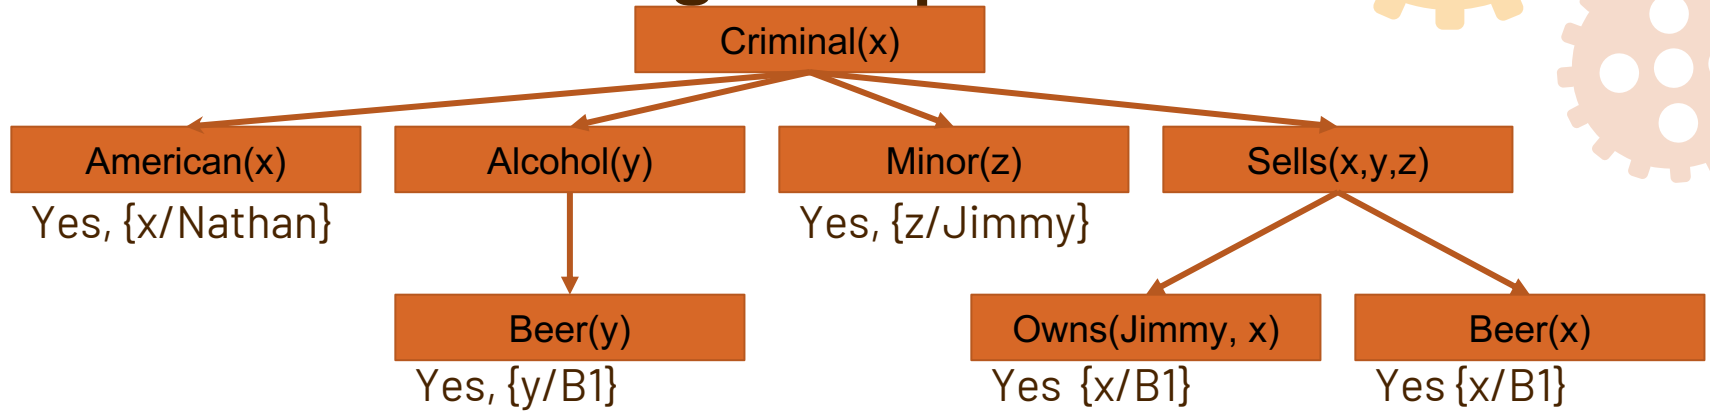 Criminal(x)
American(x) Alcohol(y) Minor(z) Sells(x,y,z)
Yes, {x/Nathan} Yes, {z/Jimmy}
Beer(y) Owns(Jimmy, x) Beer(x)
Yes, {y/B1} Yes {x/B1} Yes {x/B1}